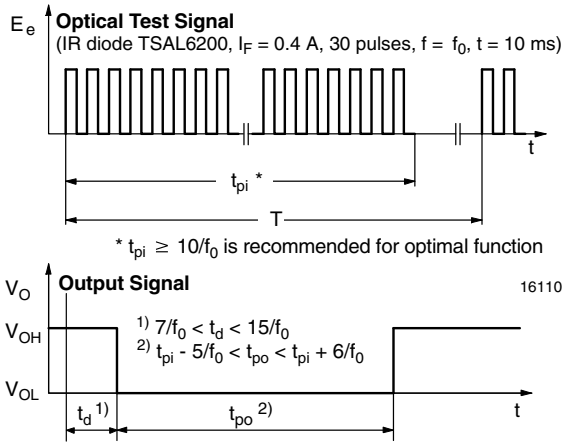 E_e
Optical Test Signal
(IR diode TSAL6200, I_F = 0.4 A, 30 pulses, f = f_0, t = 10 ms)
t
t_pi *
T
* t_pi ≥ 10/f_0 is recommended for optimal function
V_O
Output Signal
16110
V_OH
1) 7/f_0 < t_d < 15/f_0
2) t_pi - 5/f_0 < t_po < t_pi + 6/f_0
V_OL
t_d 1)
t_po 2)
t